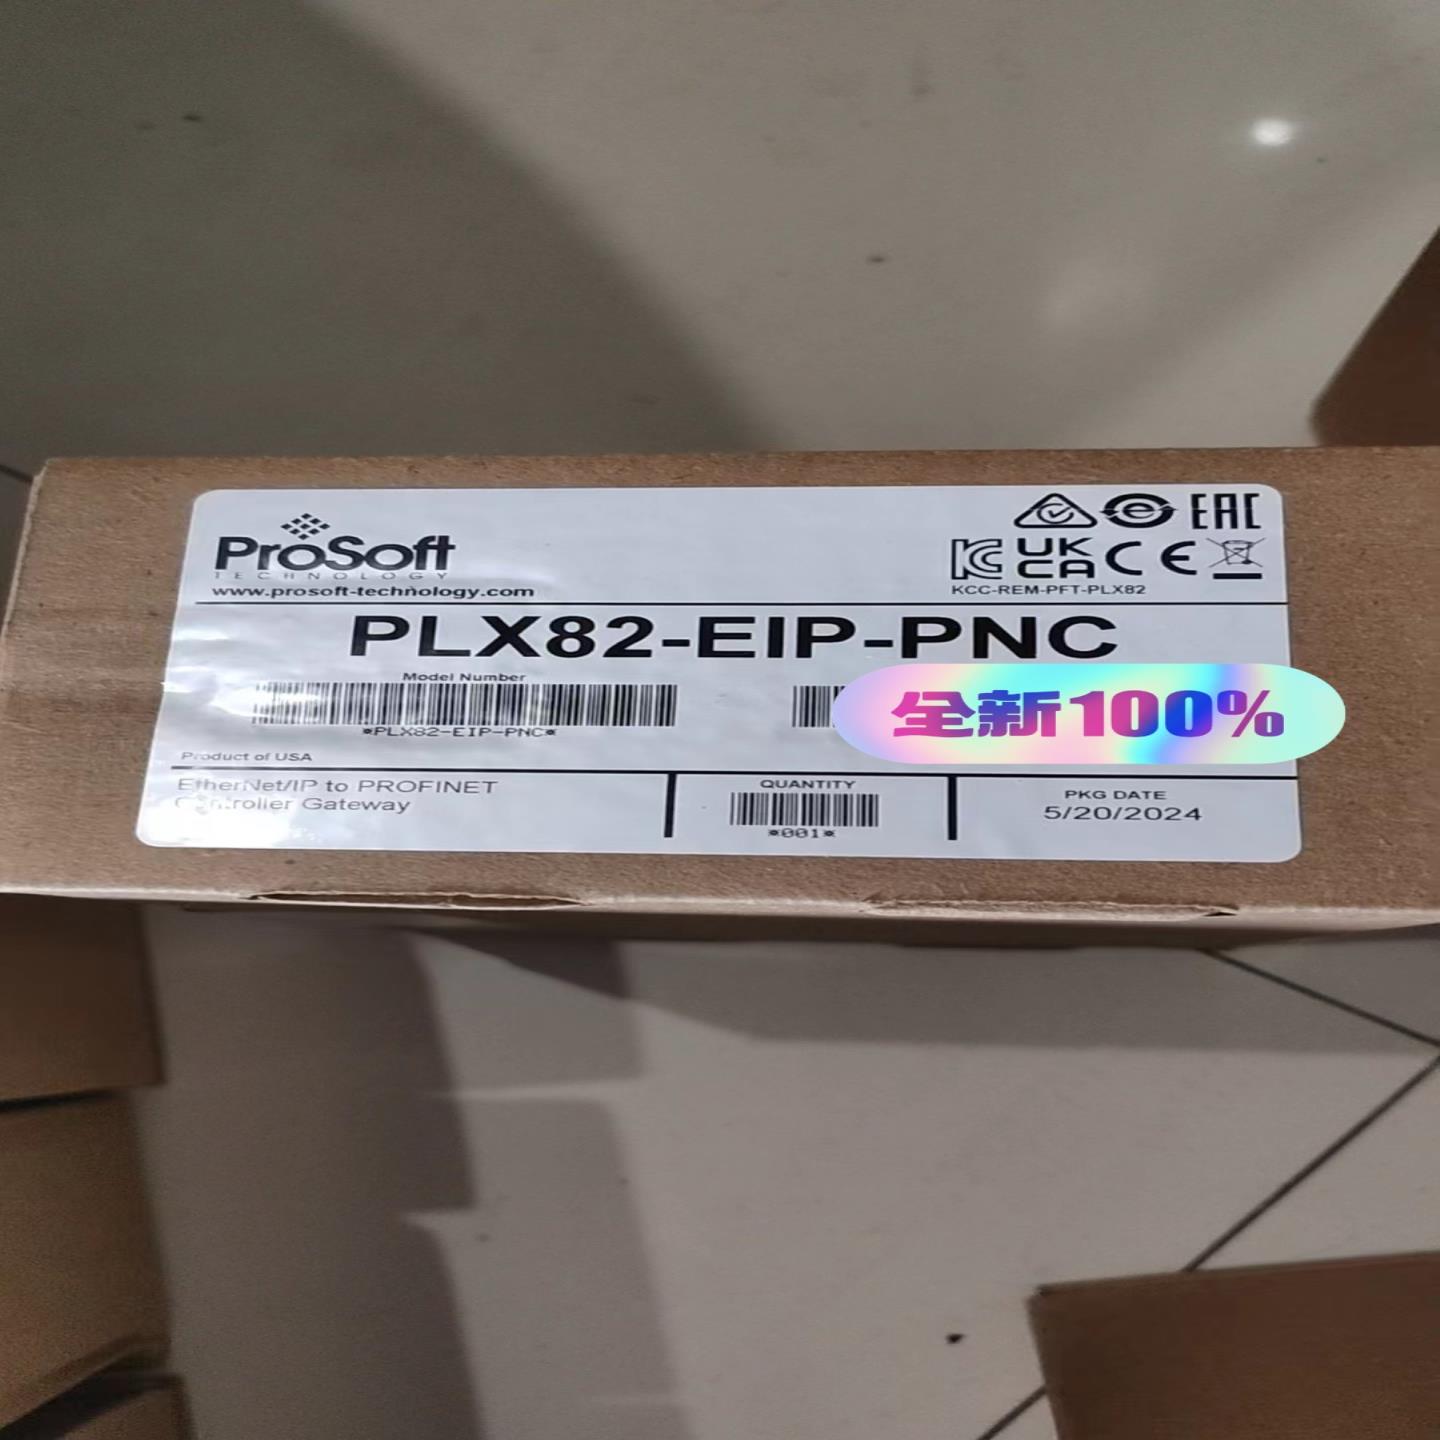 EAC
ProSoft
TECHNOLOGY
www.prosoft-technology.com
UK
CA CE
KCC-REM-PFT-PLX82
PLX82-EIP-PNC
Model Number
*PLX82-EIP-PNC*
全新100%
Product of USA
EtherNet/IP to PROFINET
Controller Gateway
QUANTITY
*001*
PKG DATE
5/20/2024